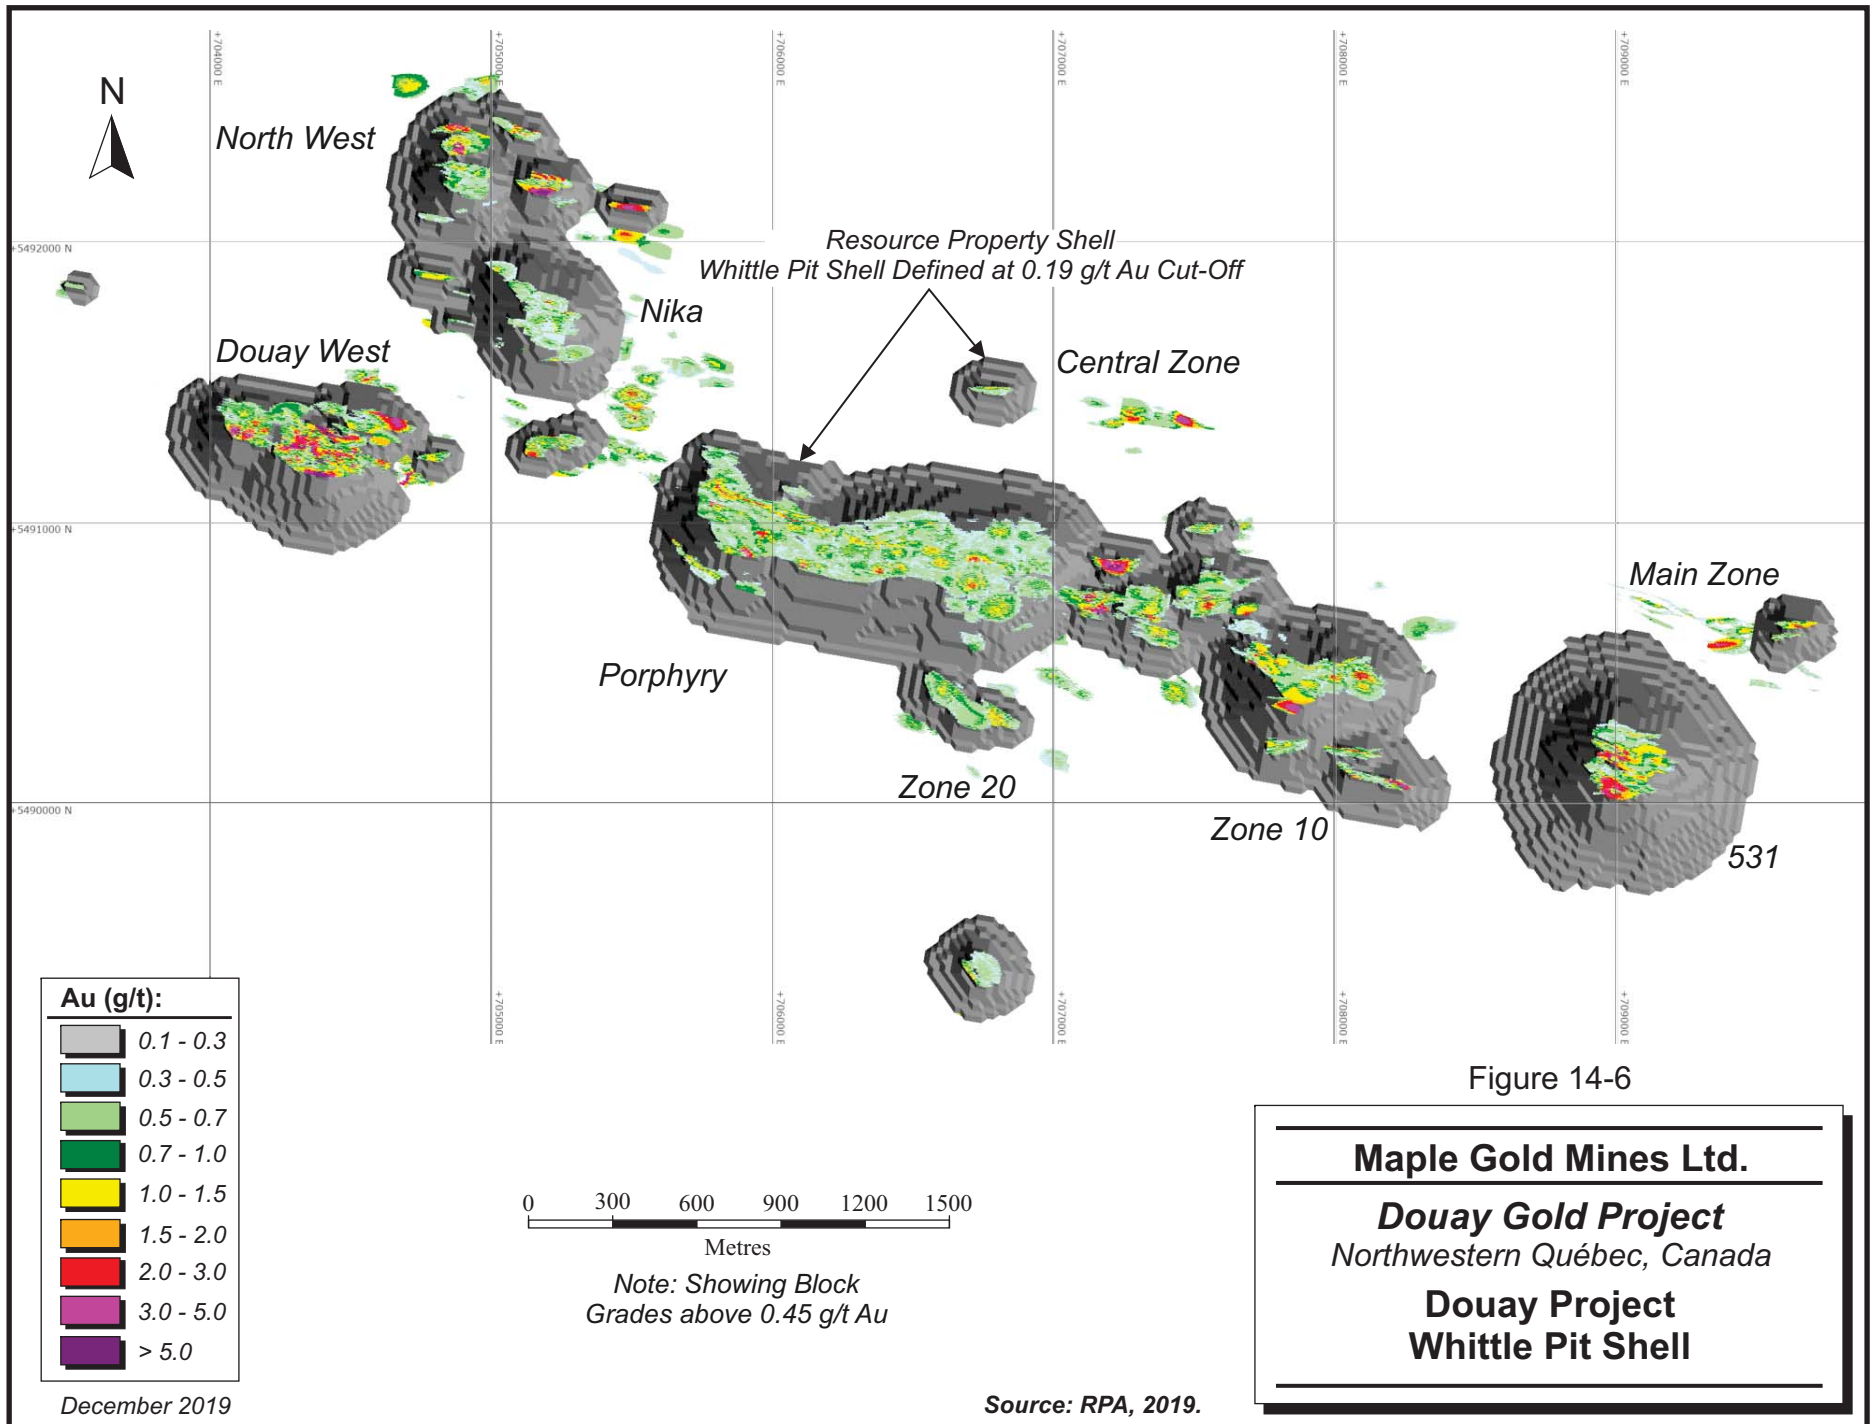 +704000 E
+705000 E
+706000 E
+707000 E
+708000 E
+709000 E
N
North West
+5492000 N
Resource Property Shell
Whittle Pit Shell Defined at 0.19 g/t Au Cut-Off
Nika
Douay West
Central Zone
+5491000 N
Main Zone
Porphyry
Zone 20
+5490000 N
Zone 10
531
+705000 E
+706000 E
+707000 E
+708000 E
+709000 E
Au (g/t):
0.1 - 0.3
0.3 - 0.5
0.5 - 0.7
0.7 - 1.0
1.0 - 1.5
1.5 - 2.0
2.0 - 3.0
3.0 - 5.0
> 5.0
December 2019
0 300 600 900 1200 1500
Metres
Note: Showing Block
Grades above 0.45 g/t Au
Source: RPA, 2019.
Figure 14-6
Maple Gold Mines Ltd.
Douay Gold Project
Northwestern Québec, Canada
Douay Project
Whittle Pit Shell